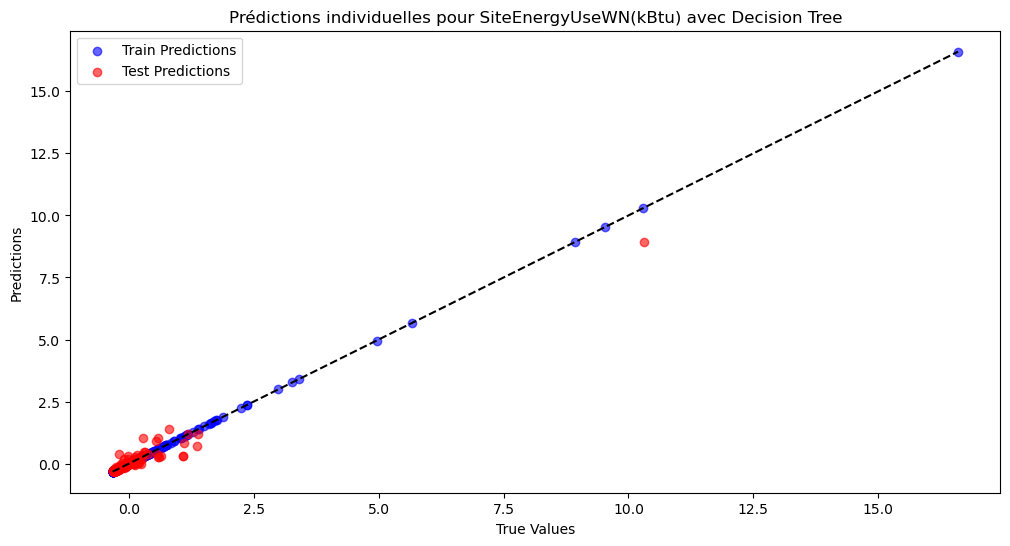 Prédictions individuelles pour SiteEnergyUseWN(kBtu) avec Decision Tree
Train Predictions
Test Predictions
Predictions
15.0
12.5
10.0
7.5
5.0
2.5
0.0
0.0 2.5 5.0 7.5 10.0 12.5 15.0
True Values